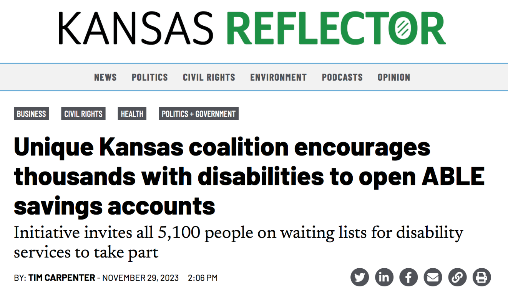 KANSAS REFLECTOR
NEWS POLITICS CIVIL RIGHTS ENVIRONMENT PODCASTS OPINION
BUSINESS CIVIL RIGHTS HEALTH POLITICS + GOVERNMENT
Unique Kansas coalition encourages
thousands with disabilities to open ABLE
savings accounts
Initiative invites all 5,100 people on waiting lists for disability
services to take part
BY: TIM CARPENTER - NOVEMBER 29, 2023 2:06 PM